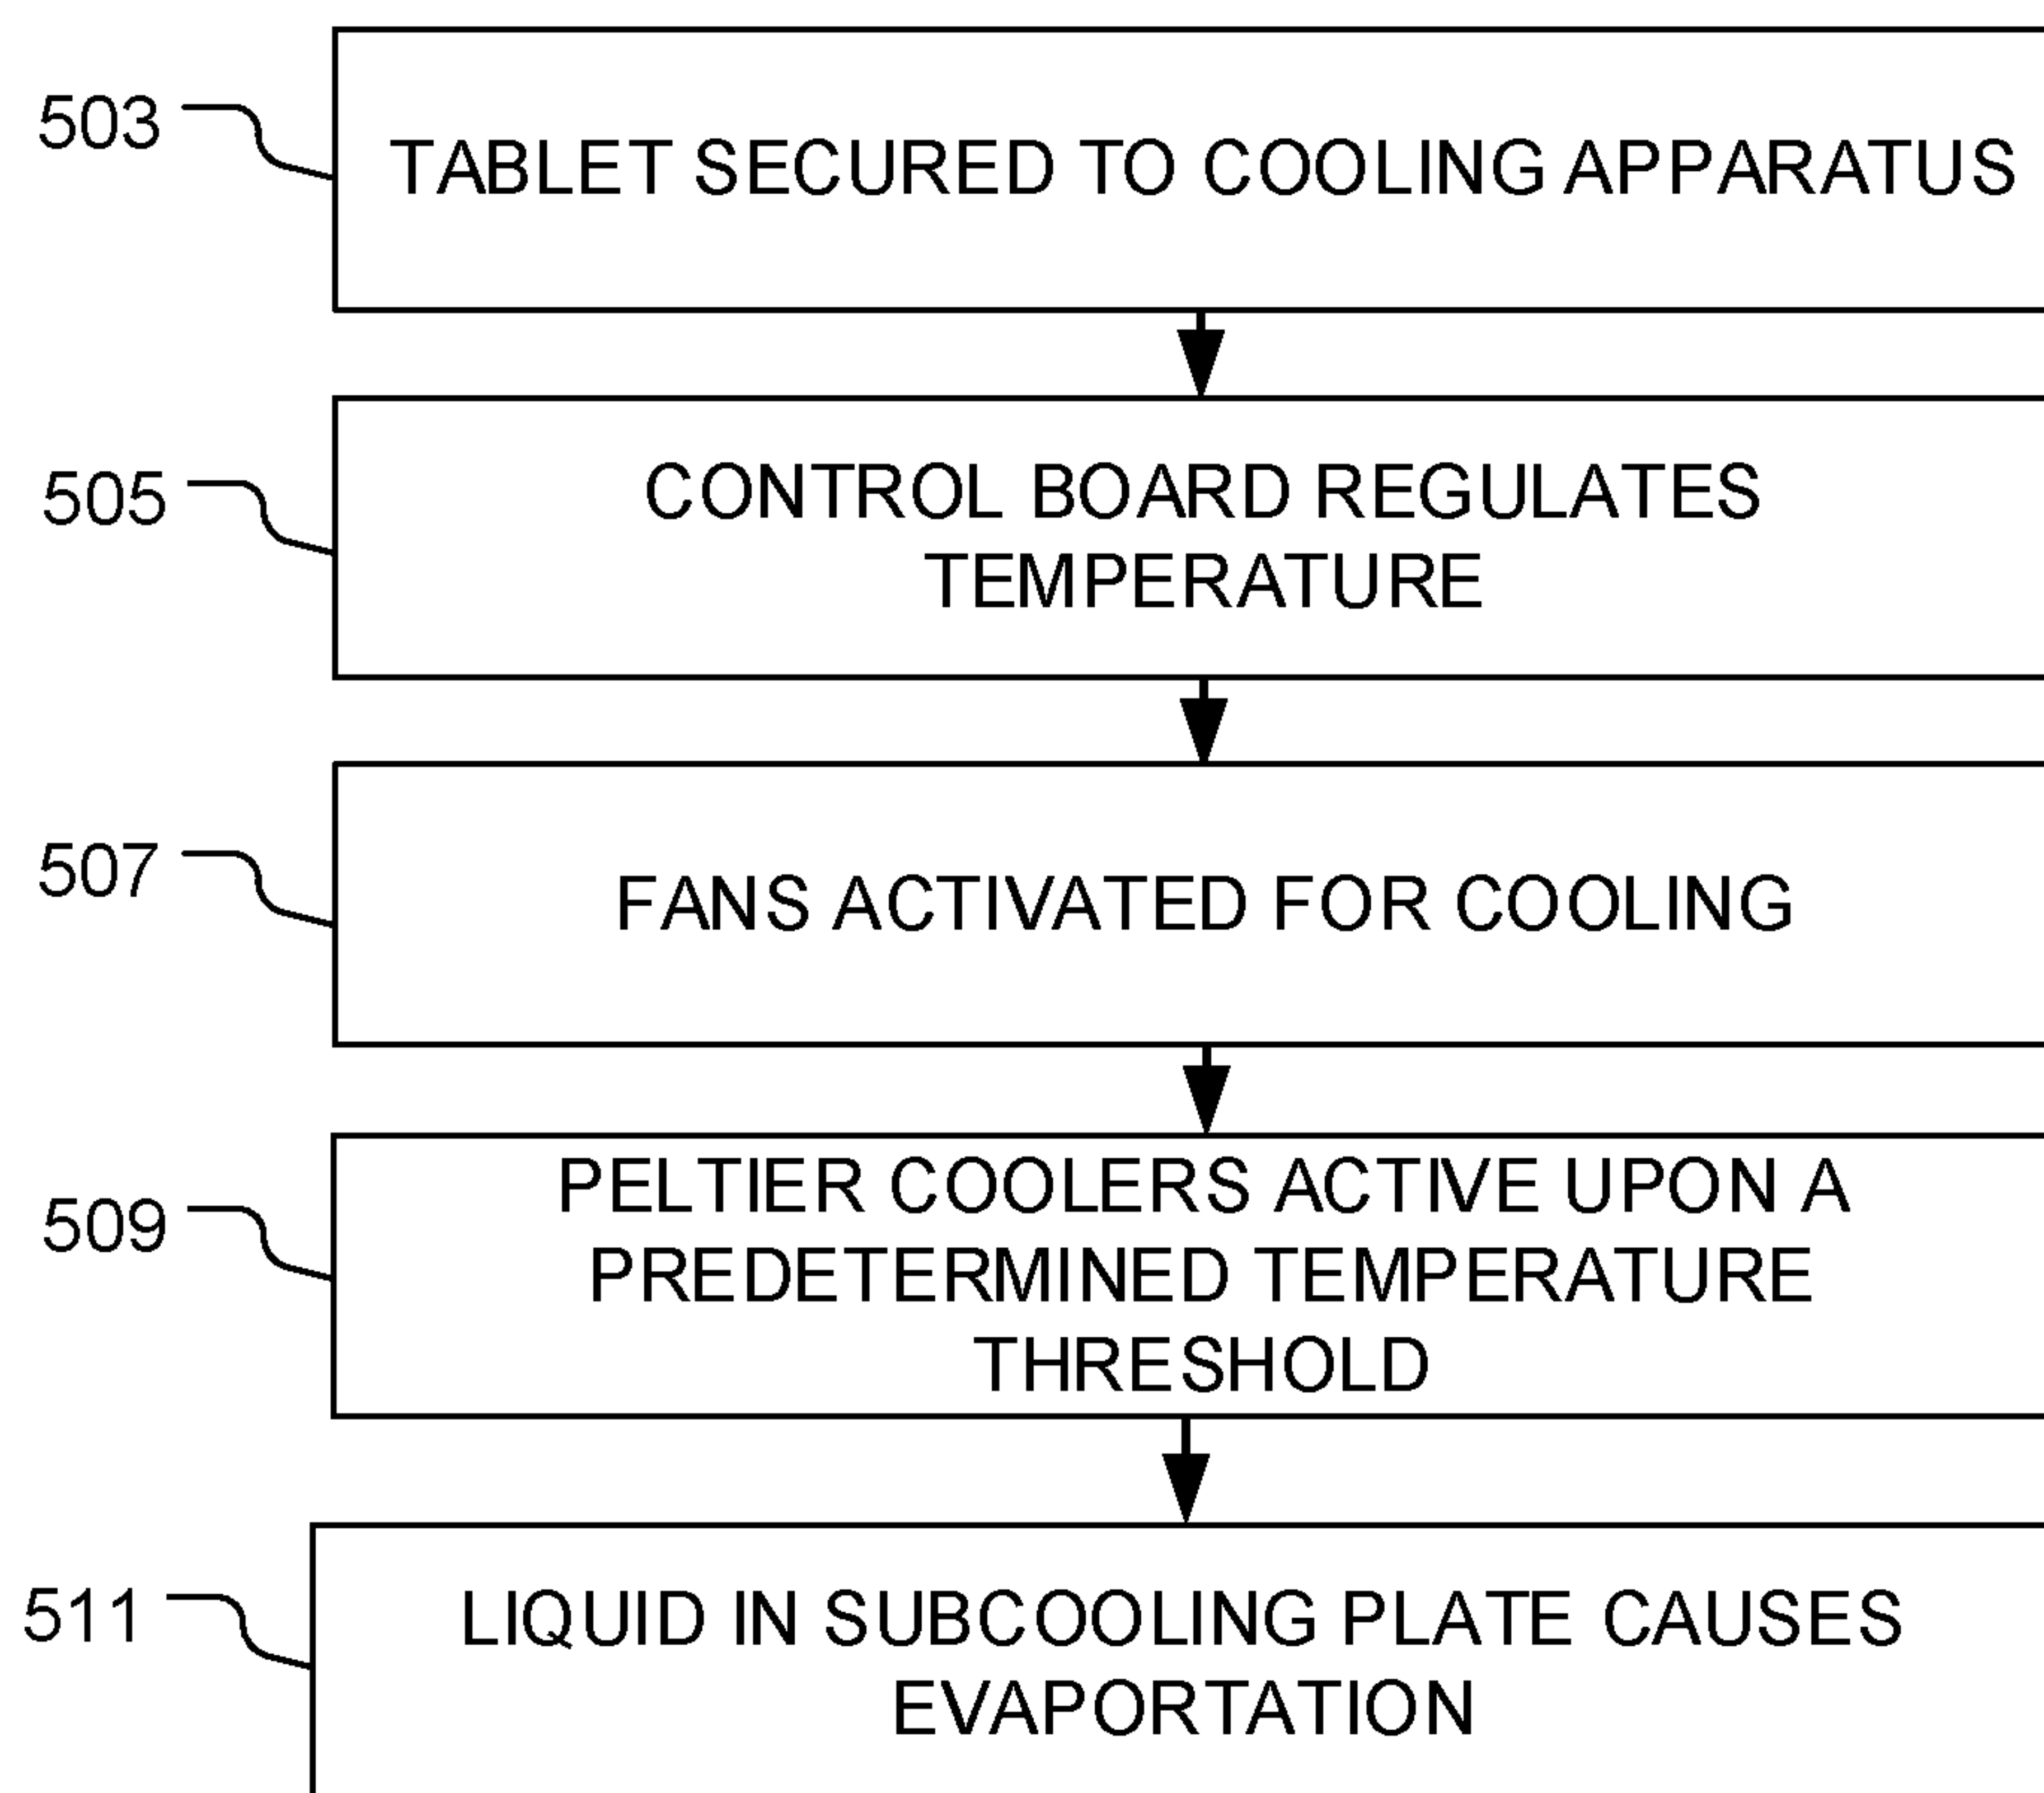 503
TABLET SECURED TO COOLING APPARATUS
505
CONTROL BOARD REGULATES
TEMPERATURE
507
FANS ACTIVATED FOR COOLING
509
PELTIER COOLERS ACTIVE UPON A
PREDETERMINED TEMPERATURE
THRESHOLD
511
LIQUID IN SUBCOOLING PLATE CAUSES
EVAPORTATION